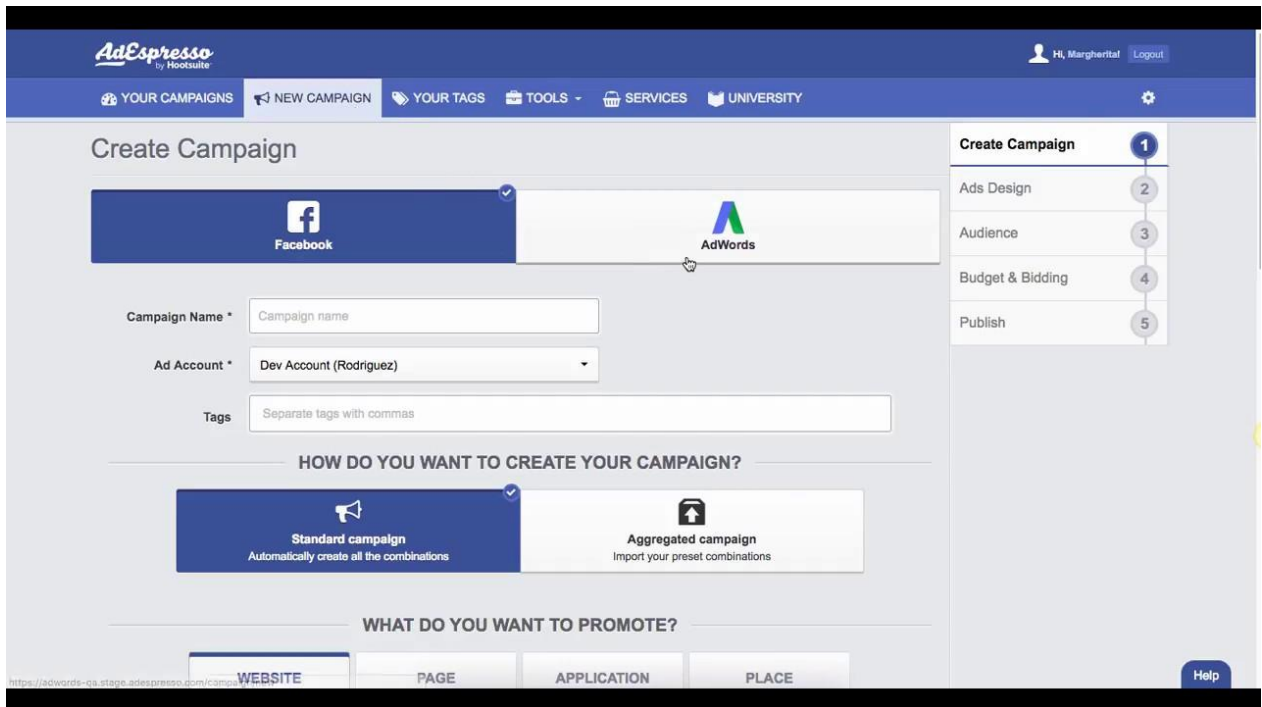 AdEspresso
by Hootsuite
Hi, Margherita! Logout
YOUR CAMPAIGNS NEW CAMPAIGN YOUR TAGS TOOLS SERVICES UNIVERSITY
Create Campaign
Facebook
AdWords
Campaign Name *
Campaign name
Ad Account *
Dev Account (Rodriguez)
Tags
Separate tags with commas
HOW DO YOU WANT TO CREATE YOUR CAMPAIGN?
Standard campaign
Automatically create all the combinations
Aggregated campaign
Import your preset combinations
WHAT DO YOU WANT TO PROMOTE?
WEBSITE PAGE APPLICATION PLACE
Create Campaign 1
Ads Design 2
Audience 3
Budget & Bidding 4
Publish 5
Help